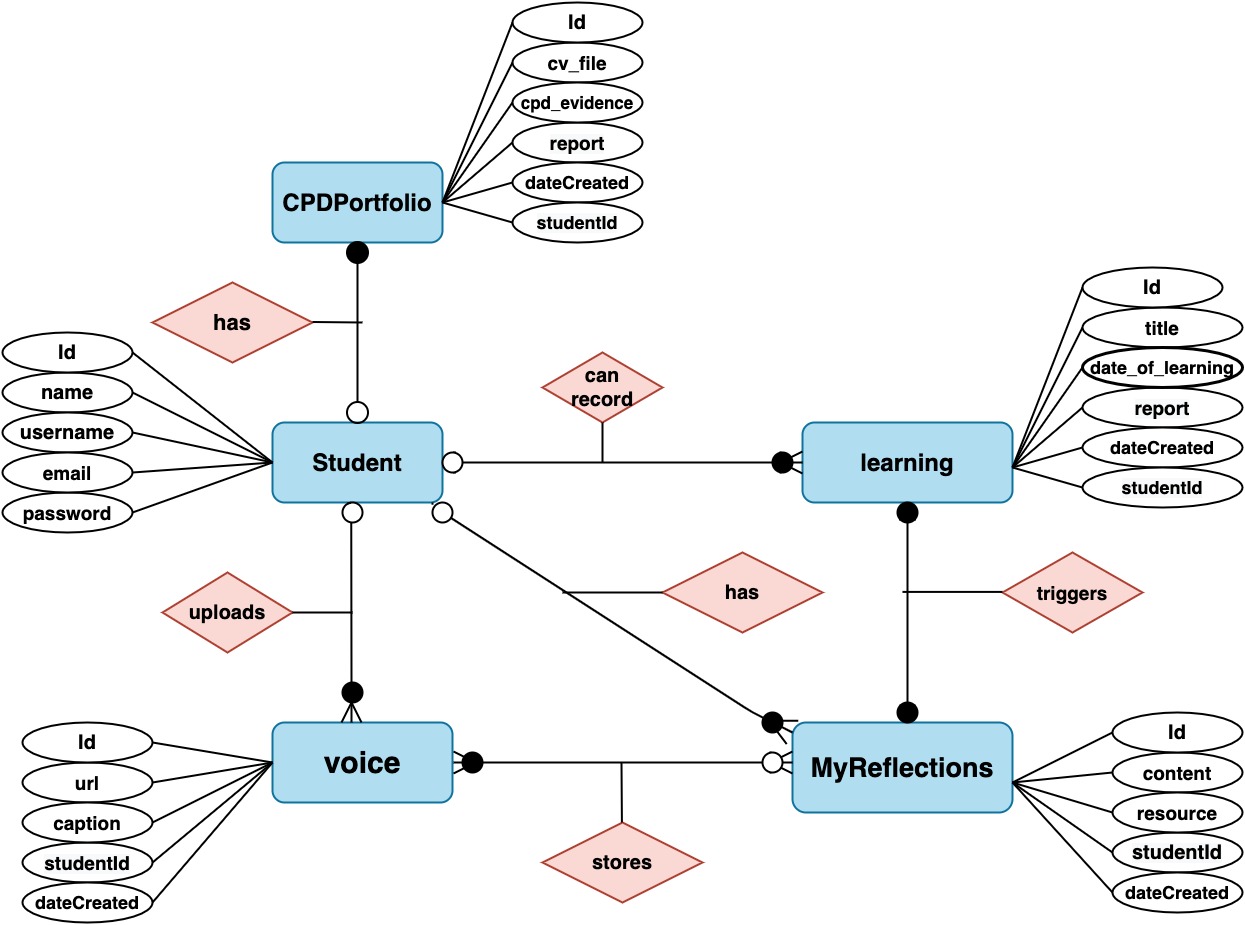 Id
cv_file
cpd_evidence
report
dateCreated
studentId
CPDPortfolio
has
Id
name
username
email
password
Student
can
record
learning
Id
title
date_of_learning
report
dateCreated
studentId
uploads
has
triggers
Id
url
caption
studentId
dateCreated
voice
stores
MyReflections
Id
content
resource
studentId
dateCreated